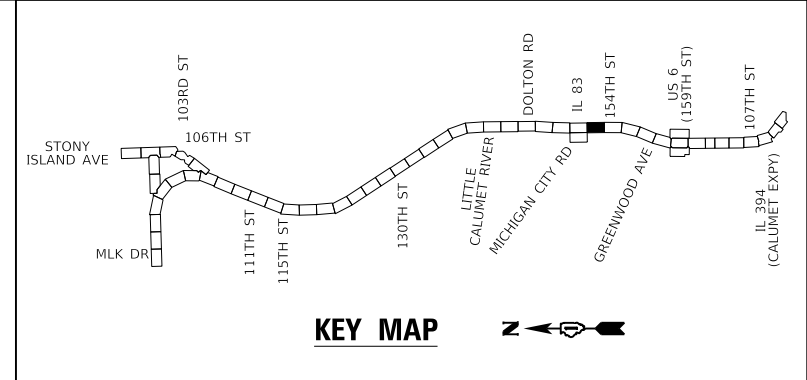 103RD ST
106TH ST
STONY
ISLAND AVE
MLK DR
111TH ST
115TH ST
130TH ST
LITTLE
CALUMET RIVER
DOLTON RD
MICHIGAN CITY RD
IL 83
154TH ST
GREENWOOD AVE
US 6
(159TH ST)
107TH ST
IL 394
(CALUMET EXPY)
KEY MAP
N